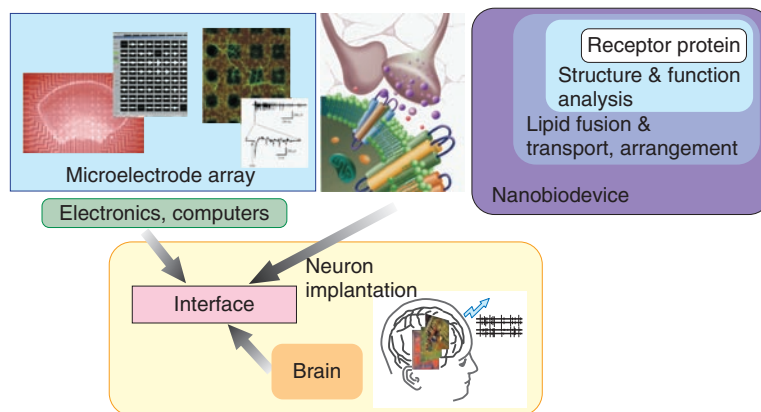 Microelectrode array
Receptor protein
Structure & function
analysis
Lipid fusion &
transport, arrangement
Nanobiodevice
Electronics, computers
Neuron
implantation
Interface
Brain